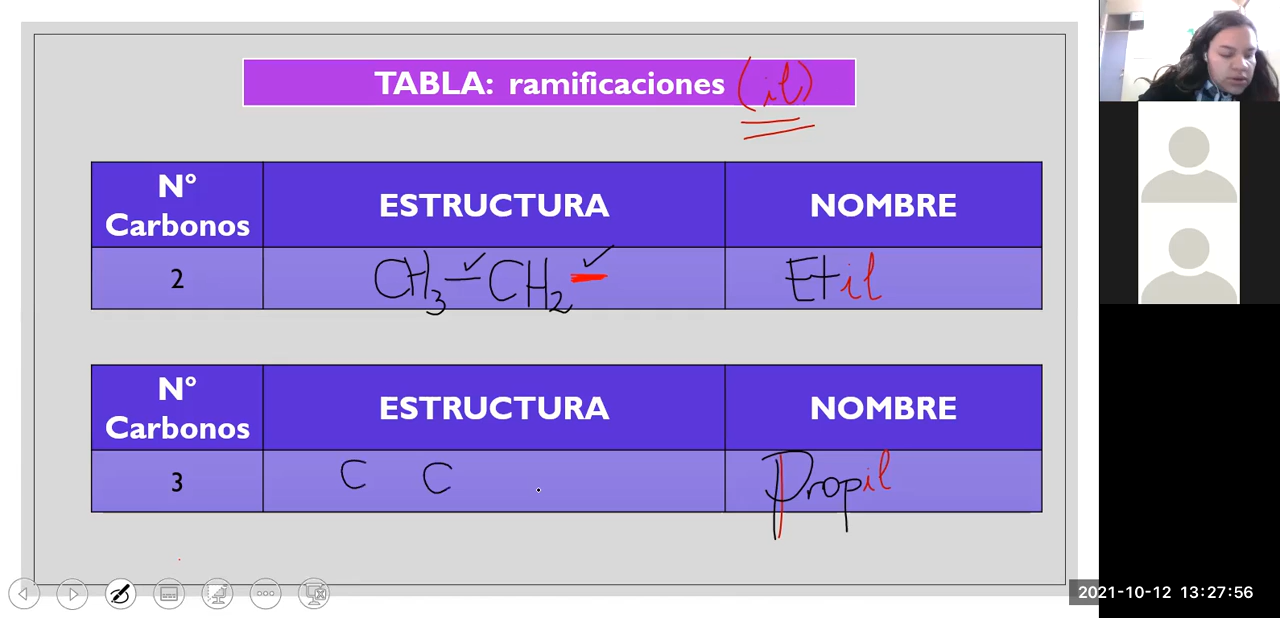 TABLA: ramificaciones (il)
N° Carbonos ESTRUCTURA NOMBRE
2 CH3-CH2- Etil
N° Carbonos ESTRUCTURA NOMBRE
3 C C Propil
2021-10-12 13:27:56